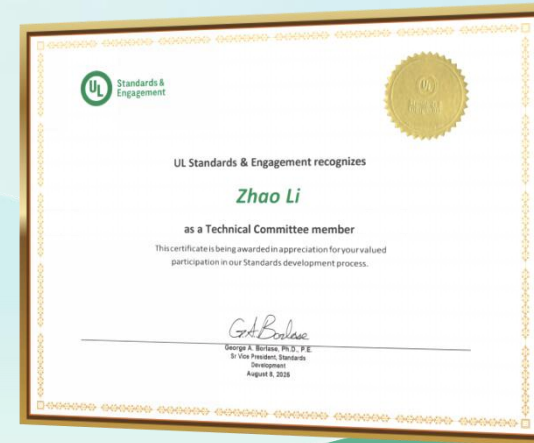 UL
Standards &
Engagement
UL
UL Standards & Engagement recognizes
Zhao Li
as a Technical Committee member
This certificate is being awarded in appreciation for your valued
participation in our Standards development process.
George A. Borlase, Ph.D., P.E.
Sr Vice President, Standards
Development
August 8, 2026